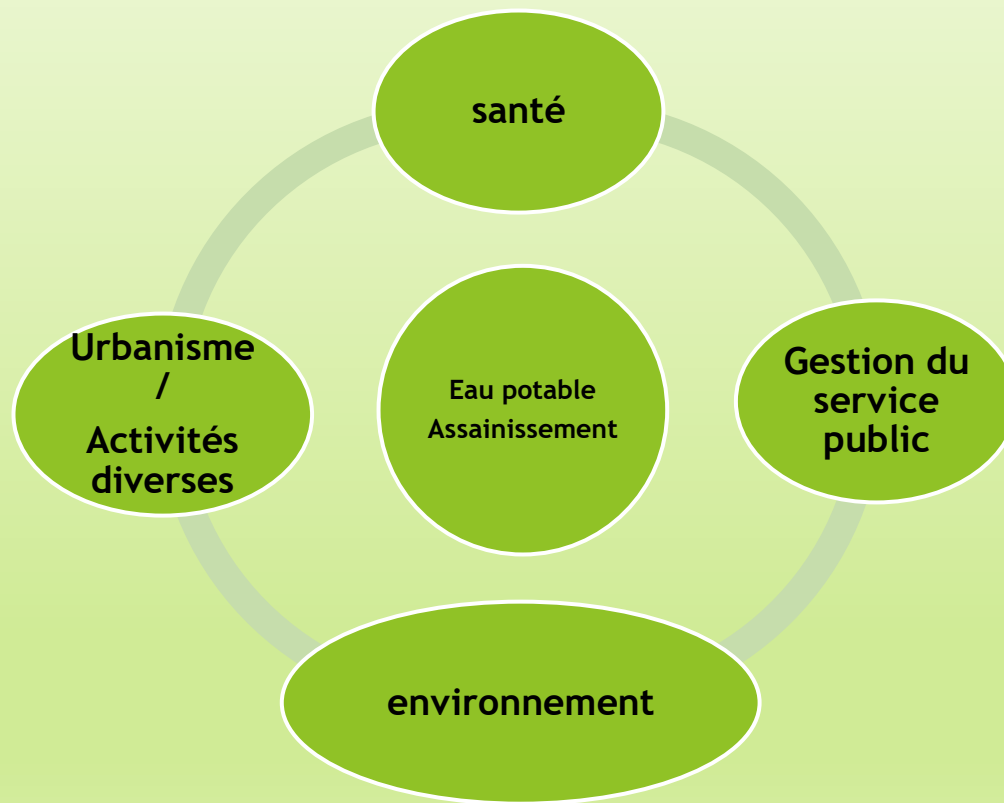 santé
Urbanisme
/
Activités
diverses
Eau potable
Assainissement
Gestion du
service
public
environnement